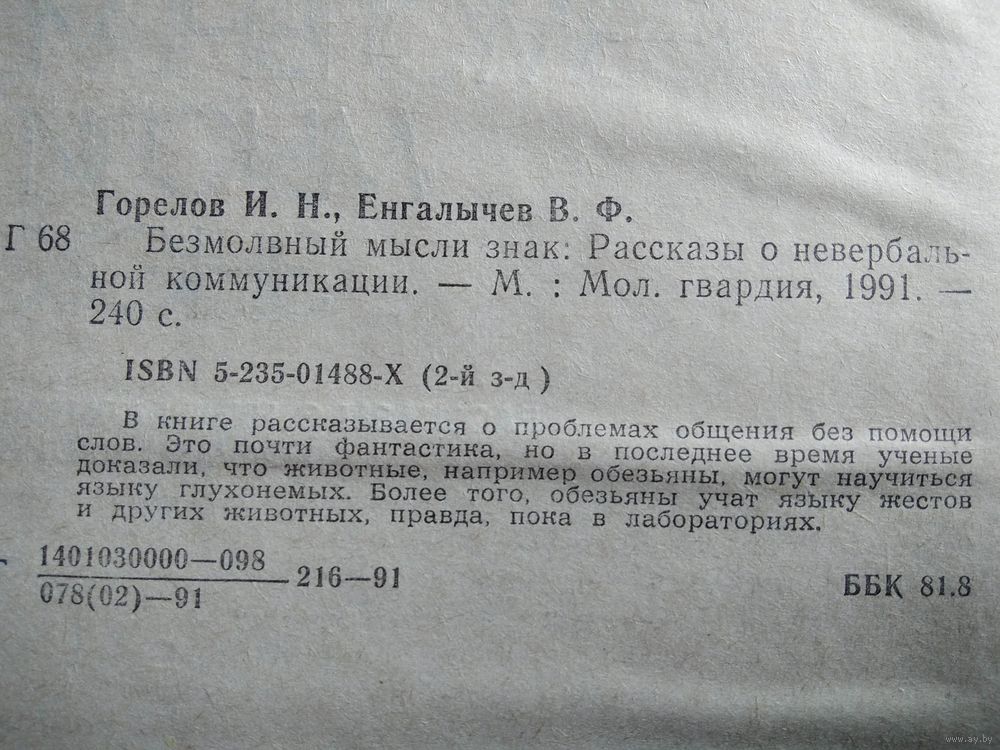 Горелов И. Н., Енгалычев В. Ф.
Г 68 Безмолвный мысли знак: Рассказы о невербаль-
ной коммуникации. — М. : Мол. гвардия, 1991. —
240 с.
ISBN 5-235-01488-X (2-й з-д)
В книге рассказывается о проблемах общения без помощи
слов. Это почти фантастика, но в последнее время ученые
доказали, что животные, например обезьяны, могут научиться
языку глухонемых. Более того, обезьяны учат языку жестов
и других животных, правда, пока в лабораториях.
1401030000—098
078(02)—91
216—91
ББК 81.8
www.ay.by